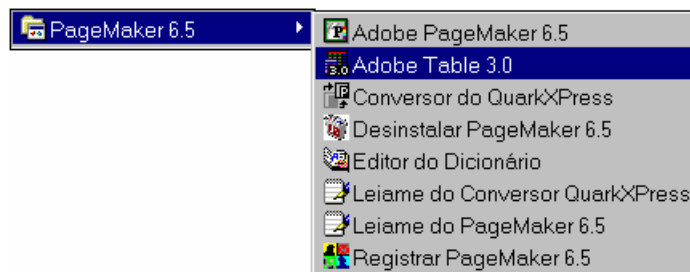 PageMaker 6.5
Adobe PageMaker 6.5
Adobe Table 3.0
Conversor do QuarkXPress
Desinstalar PageMaker 6.5
Editor do Dicionário
Leiame do Conversor QuarkXPress
Leiame do PageMaker 6.5
Registrar PageMaker 6.5